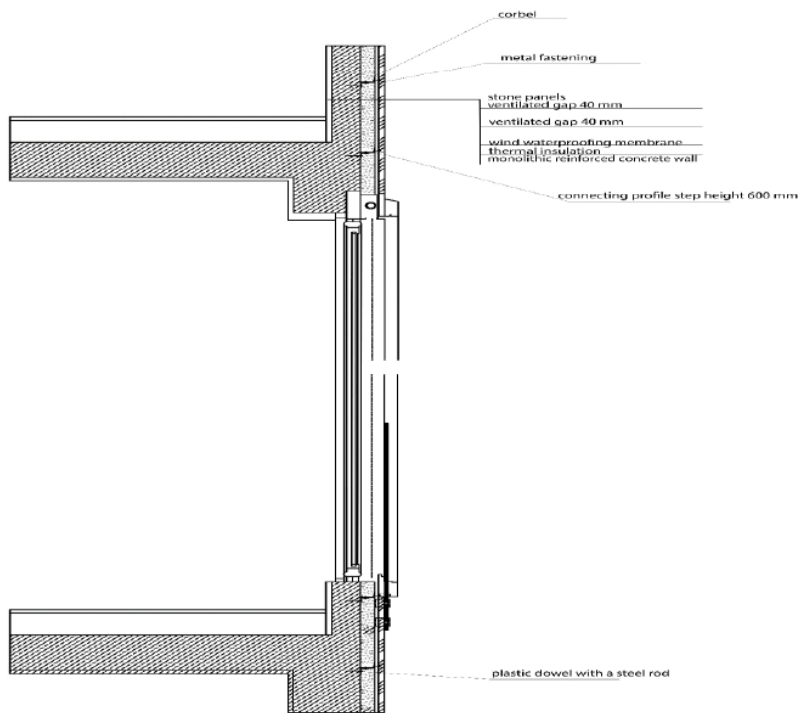 corbel
metal fastening
stone panels
ventilated gap 40 mm
ventilated gap 40 mm
wind waterproofing membrane
thermal insulation
monolithic reinforced concrete wall
connecting profile step height 600 mm
plastic dowel with a steel rod